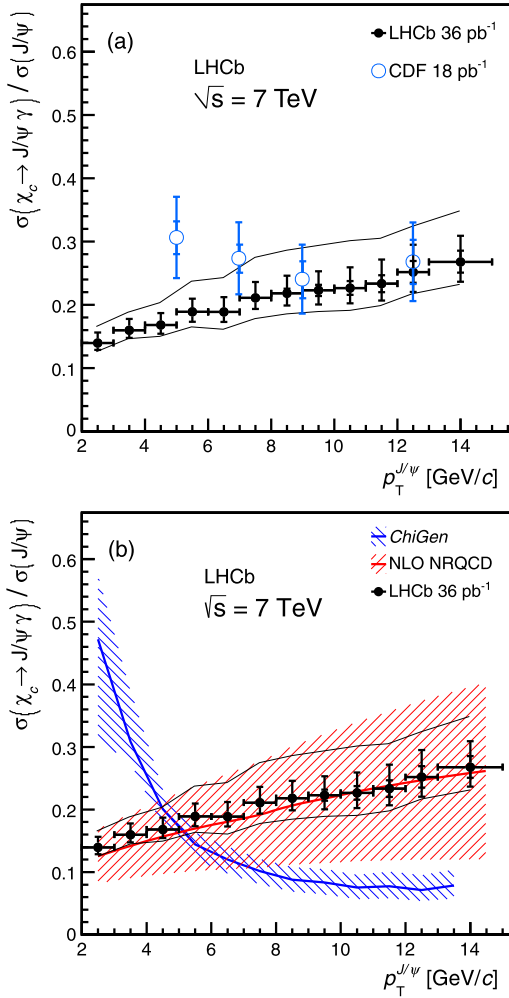 (a)
LHCb 36 pb⁻¹
CDF 18 pb⁻¹
LHCb
√s = 7 TeV
σ{χc → J/ψ γ} / σ{J/ψ}
0.6
0.5
0.4
0.3
0.2
0.1
0
2 4 6 8 10 12 14
p_T^{J/ψ} [GeV/c]
(b)
ChiGen
NLO NRQCD
LHCb 36 pb⁻¹
LHCb
√s = 7 TeV
σ{χc → J/ψ γ} / σ{J/ψ}
0.6
0.5
0.4
0.3
0.2
0.1
0
2 4 6 8 10 12 14
p_T^{J/ψ} [GeV/c]